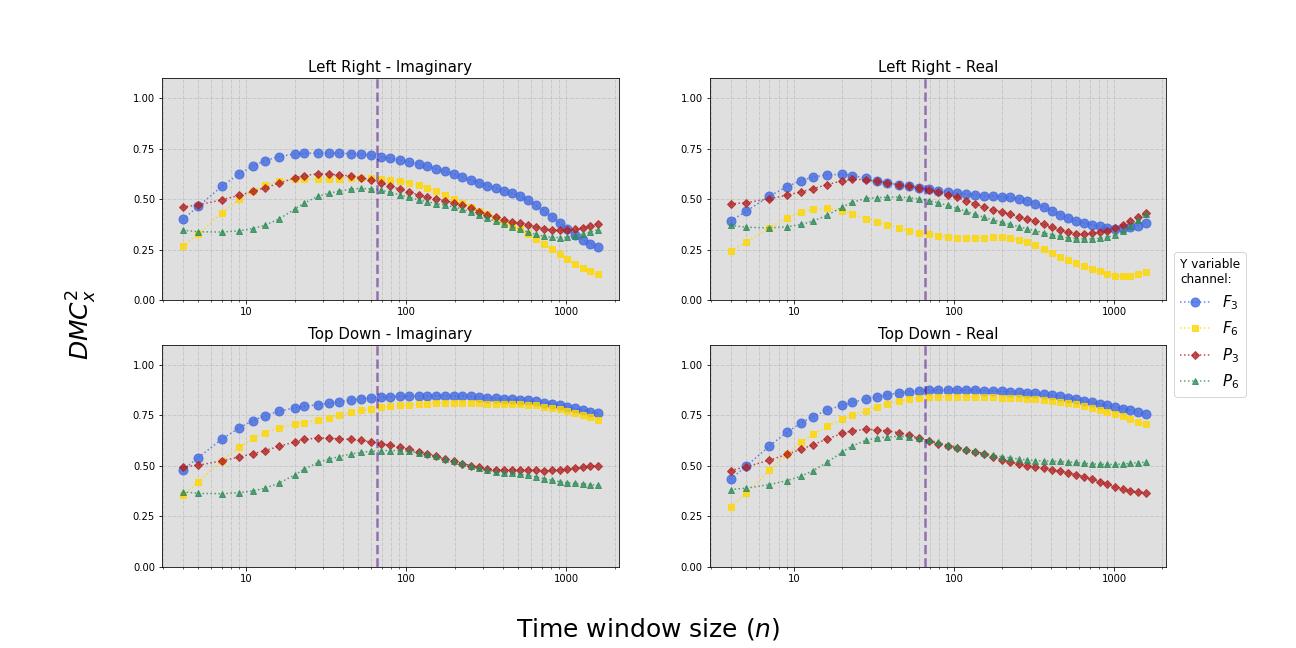 Left Right - Imaginary
1.00
0.75
0.50
0.25
0.00
10 100 1000
Left Right - Real
1.00
0.75
0.50
0.25
0.00
10 100 1000
Top Down - Imaginary
1.00
0.75
0.50
0.25
0.00
10 100 1000
Top Down - Real
1.00
0.75
0.50
0.25
0.00
10 100 1000
Y variable
channel:
F₃
F₆
P₃
P₆
DMC²ₓ
Time window size (n)